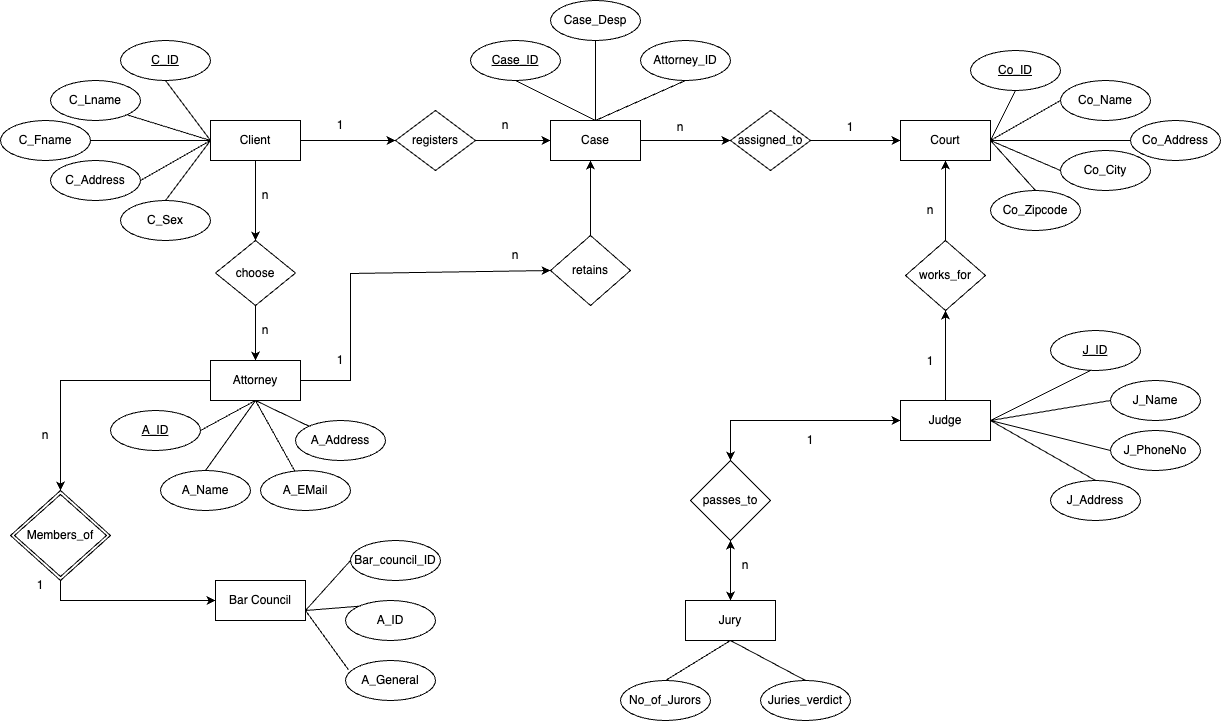 Case_Desp
C_ID
Case_ID
Attorney_ID
Co_ID
C_Lname
Co_Name
C_Fname
Client
1
registers
n
Case
n
assigned_to
1
Court
Co_Address
C_Address
Co_City
n
C_Sex
n
Co_Zipcode
choose
n
retains
works_for
n
1
1
J_ID
Attorney
J_Name
A_ID
A_Address
n
1
Judge
J_PhoneNo
A_Name
A_EMail
passes_to
J_Address
Members_of
Bar_council_ID
n
1
Bar Council
A_ID
Jury
A_General
No_of_Jurors
Juries_verdict